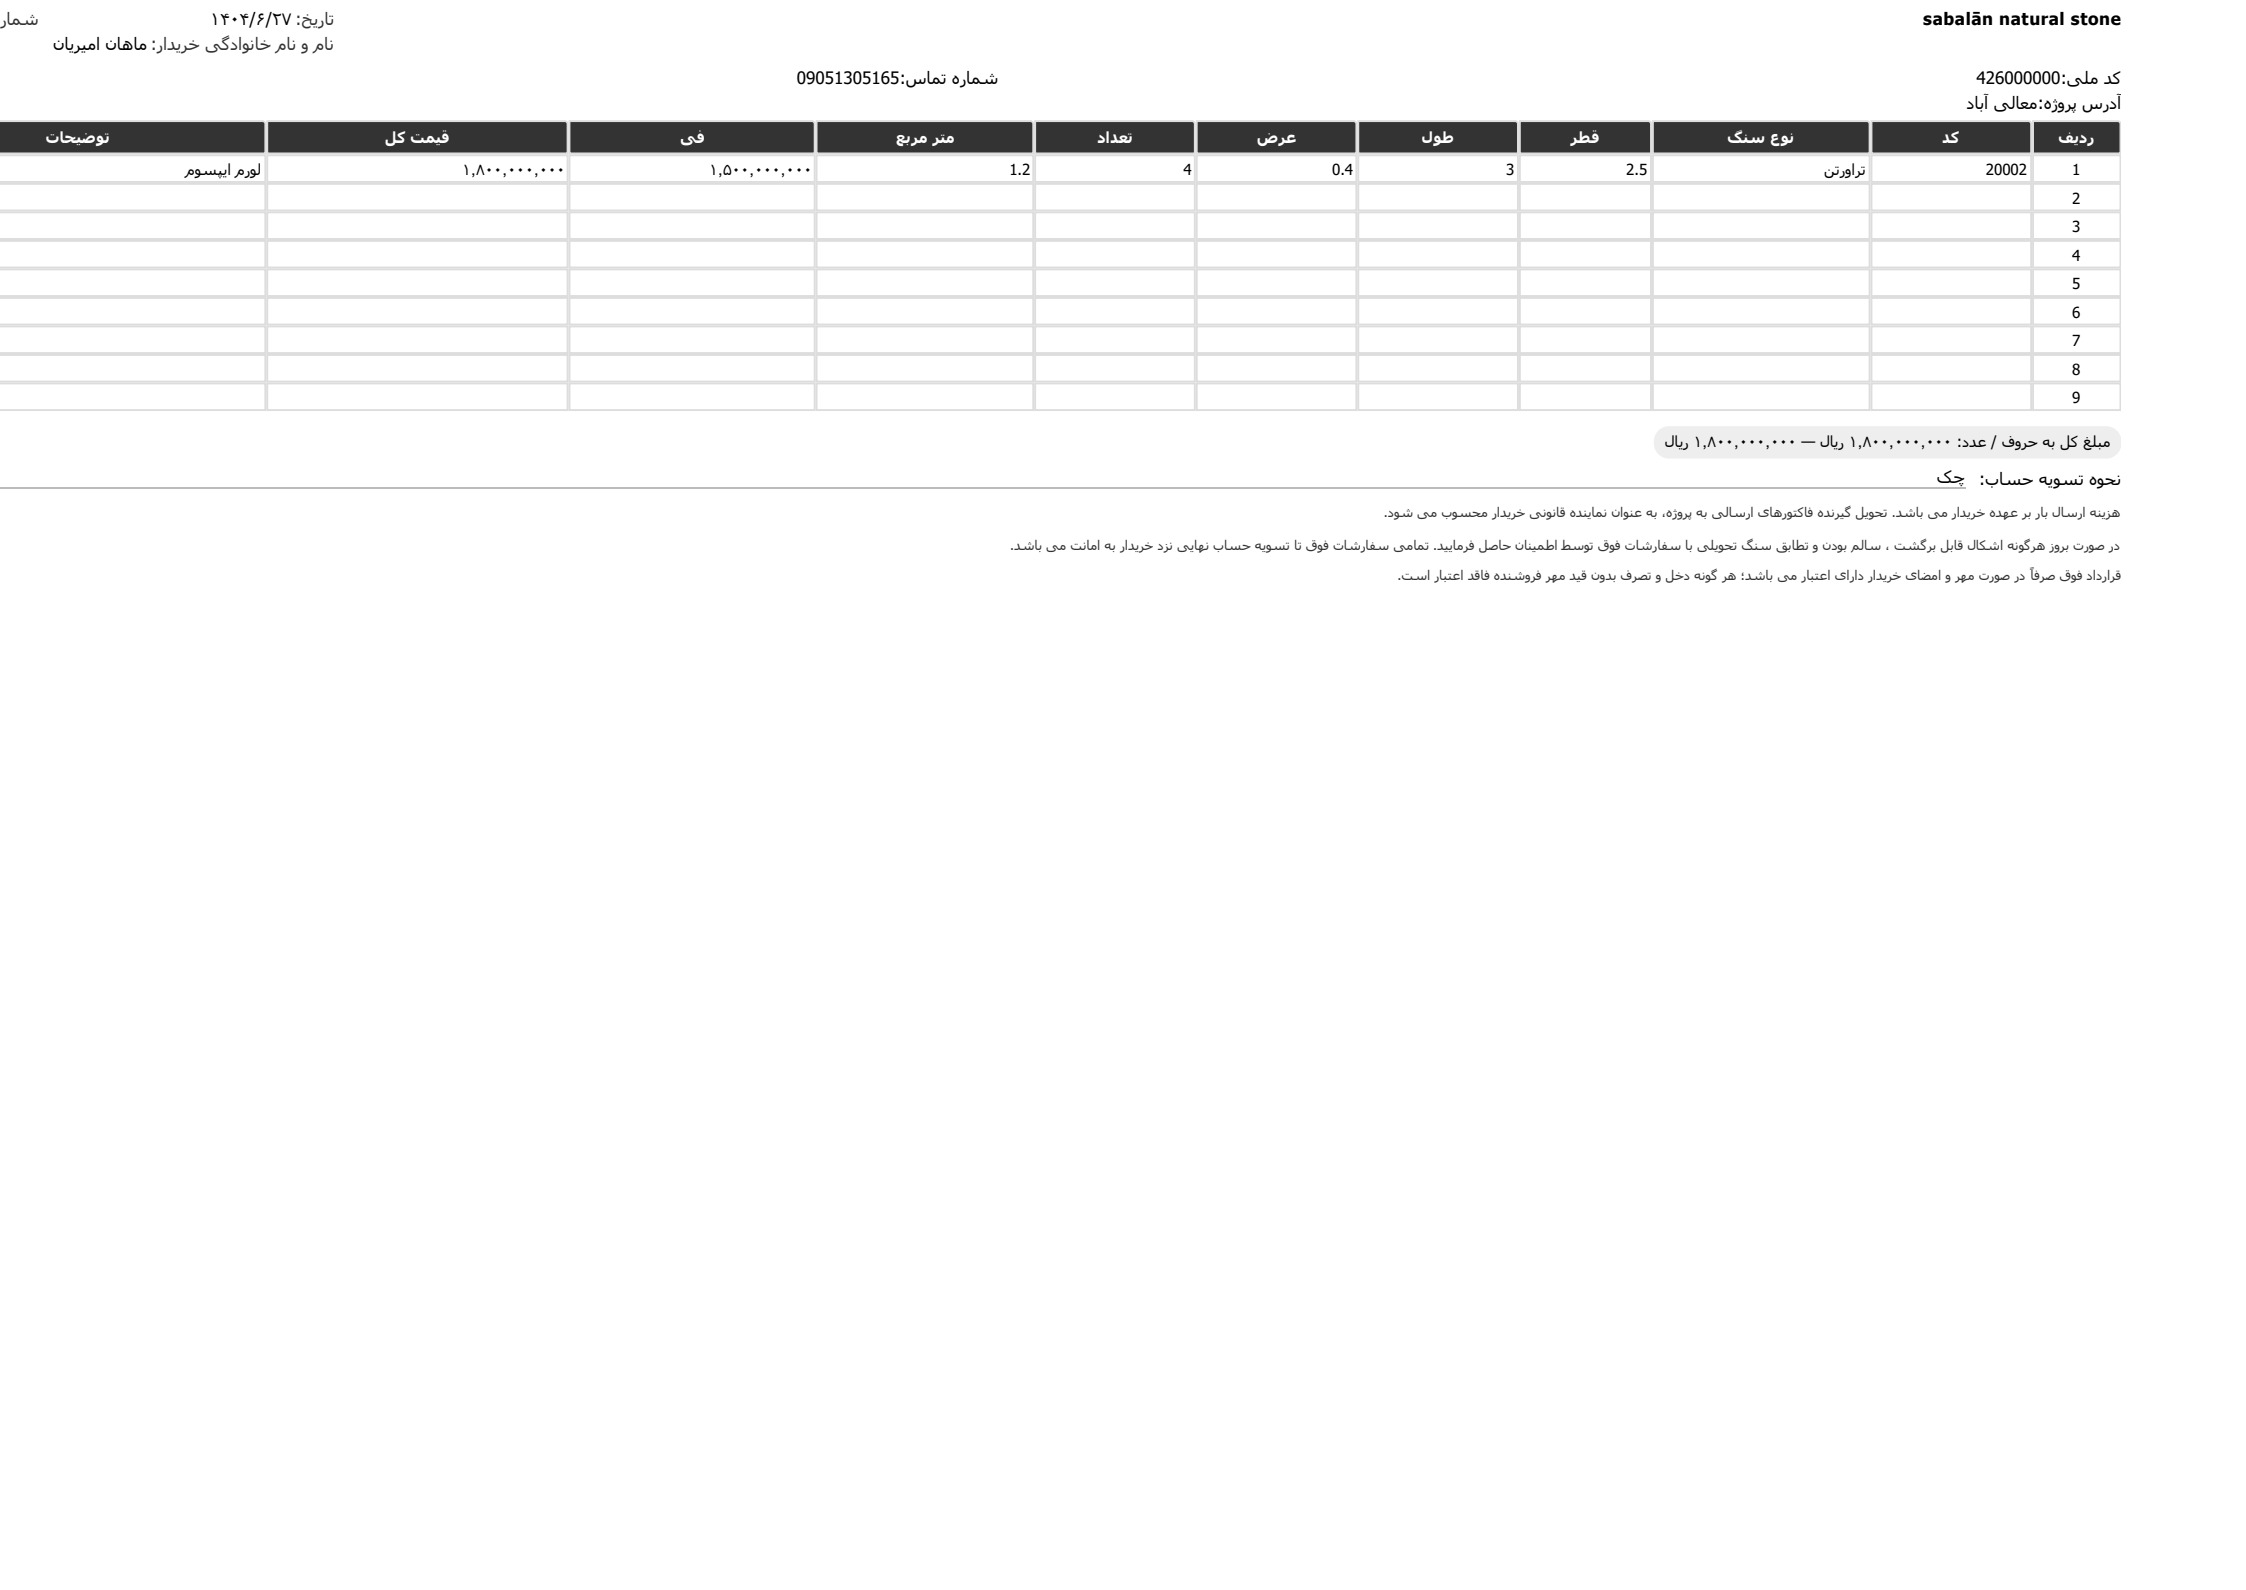 sabalān natural stone
تاریخ: ۱۴۰۴/۶/۲۷
نام و نام خانوادگی خریدار: ماهان امیریان
کد ملی:426000000 شماره تماس:09051305165
آدرس پروژه:معالی آباد
ردیف کد نوع سنگ قطر طول عرض تعداد متر مربع فی قیمت کل توضیحات
1 20002 تراورتن 2.5 3 0.4 4 1.2 ۱,۵۰۰,۰۰۰,۰۰۰ ۱,۸۰۰,۰۰۰,۰۰۰ لورم ایپسوم
2
3
4
5
6
7
8
9
مبلغ کل به حروف / عدد: ۱,۸۰۰,۰۰۰,۰۰۰ ریال — ۱,۸۰۰,۰۰۰,۰۰۰ ریال
نحوه تسویه حساب: چک
هزینه ارسال بار بر عهده خریدار می باشد. تحویل گیرنده فاکتورهای ارسالی به پروژه، به عنوان نماینده قانونی خریدار محسوب می شود.
در صورت بروز هرگونه اشکال قابل برگشت ، سالم بودن و تطابق سنگ تحویلی با سفارشات فوق توسط اطمینان حاصل فرمایید. تمامی سفارشات فوق تا تسویه حساب نهایی نزد خریدار به امانت می باشد.
قرارداد فوق صرفاً در صورت مهر و امضای خریدار دارای اعتبار می باشد؛ هر گونه دخل و تصرف بدون قید مهر فروشنده فاقد اعتبار است.